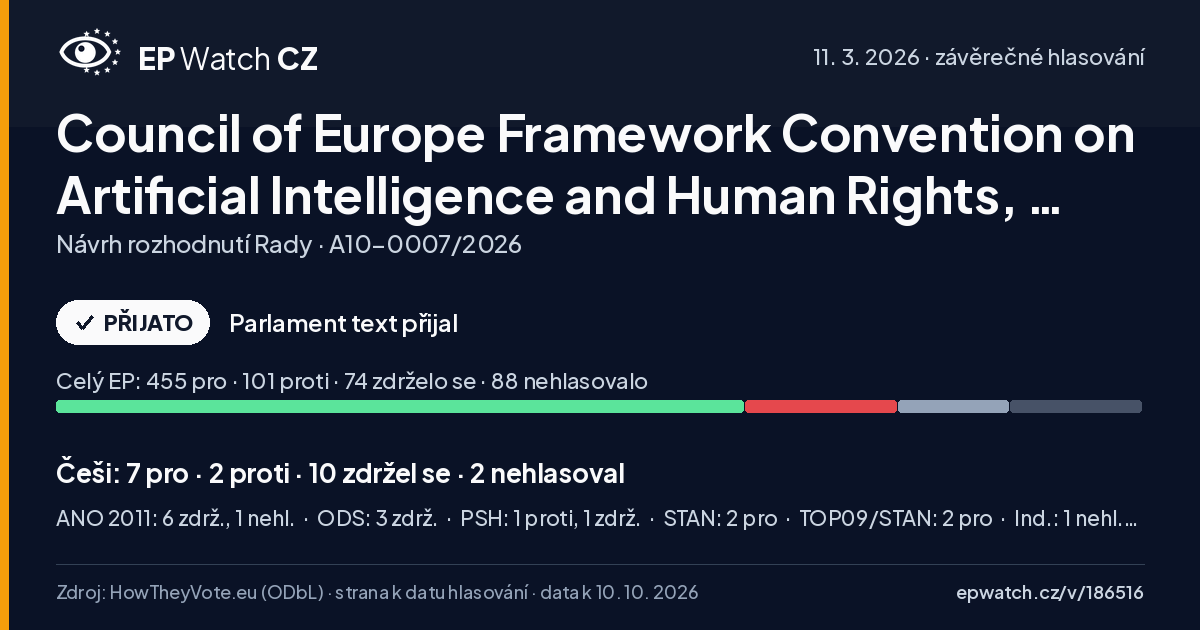 EP Watch CZ
11. 3. 2026 · závěrečné hlasování
Council of Europe Framework Convention on
Artificial Intelligence and Human Rights, …
Návrh rozhodnutí Rady · A10–0007/2026
✓ PŘIJATO Parlament text přijal
Celý EP: 455 pro · 101 proti · 74 zdrželo se · 88 nehlasovalo
Češi: 7 pro · 2 proti · 10 zdržel se · 2 nehlasoval
ANO 2011: 6 zdrž., 1 nehl. · ODS: 3 zdrž. · PSH: 1 proti, 1 zdrž. · STAN: 2 pro · TOP09/STAN: 2 pro · Ind.: 1 nehl.…
Zdroj: HowTheyVote.eu (ODbL) · strana k datu hlasování · data k 10. 10. 2026
epwatch.cz/v/186516